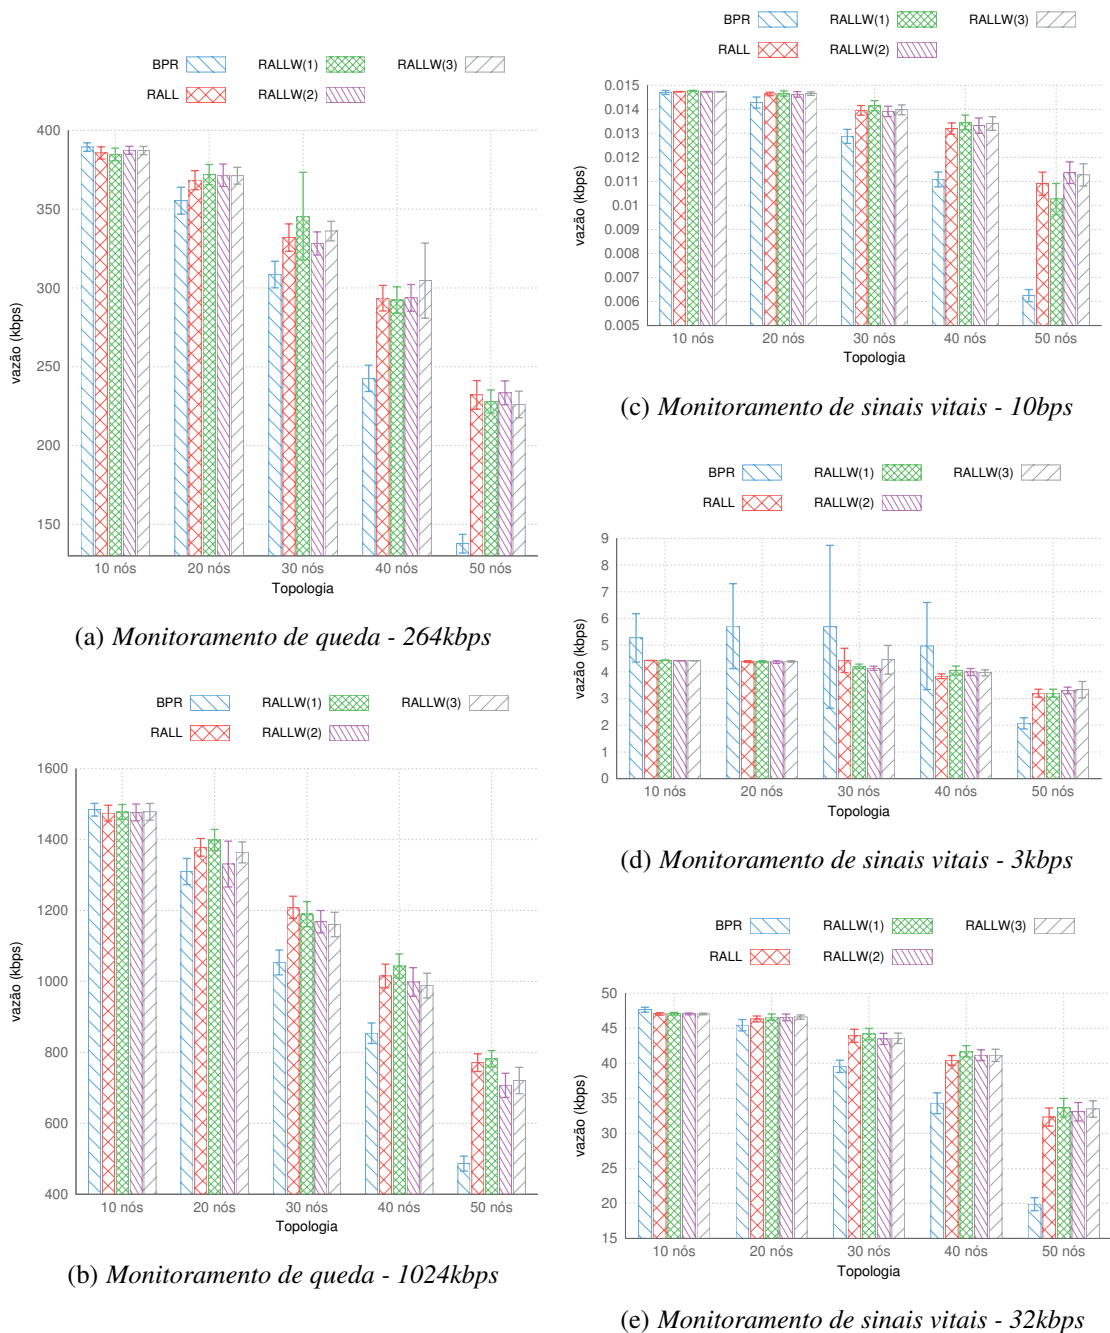 BPR RALLW(1) RALLW(3)
RALL RALLW(2)
400
350
300
250
200
150
vazão (kbps)
10 nós 20 nós 30 nós 40 nós 50 nós
Topologia
(a) Monitoramento de queda - 264kbps
BPR RALLW(1) RALLW(3)
RALL RALLW(2)
1600
1400
1200
1000
800
600
400
vazão (kbps)
10 nós 20 nós 30 nós 40 nós 50 nós
Topologia
(b) Monitoramento de queda - 1024kbps
BPR RALLW(1) RALLW(3)
RALL RALLW(2)
0.015
0.014
0.013
0.012
0.011
0.01
0.009
0.008
0.007
0.006
0.005
vazão (kbps)
10 nós 20 nós 30 nós 40 nós 50 nós
Topologia
(c) Monitoramento de sinais vitais - 10bps
BPR RALLW(1) RALLW(3)
RALL RALLW(2)
9
8
7
6
5
4
3
2
1
0
vazão (kbps)
10 nós 20 nós 30 nós 40 nós 50 nós
Topologia
(d) Monitoramento de sinais vitais - 3kbps
BPR RALLW(1) RALLW(3)
RALL RALLW(2)
50
45
40
35
30
25
20
15
vazão (kbps)
10 nós 20 nós 30 nós 40 nós 50 nós
Topologia
(e) Monitoramento de sinais vitais - 32kbps